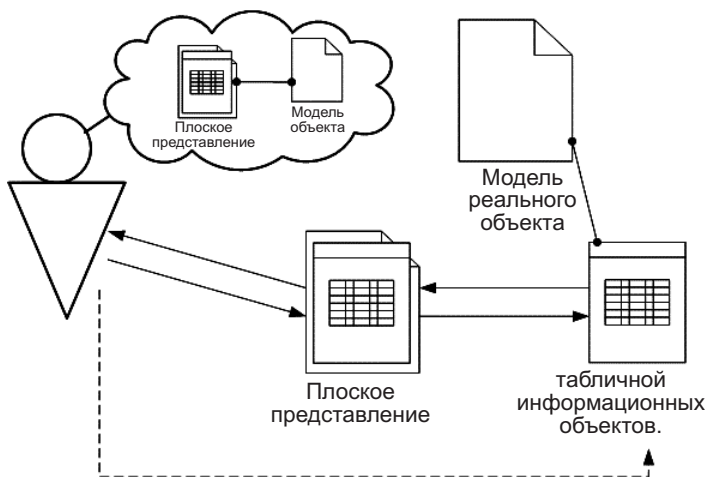 Плоское
представление
Модель
объекта
Модель
реального
объекта
Плоское
представление
табличной
информационных
объектов.